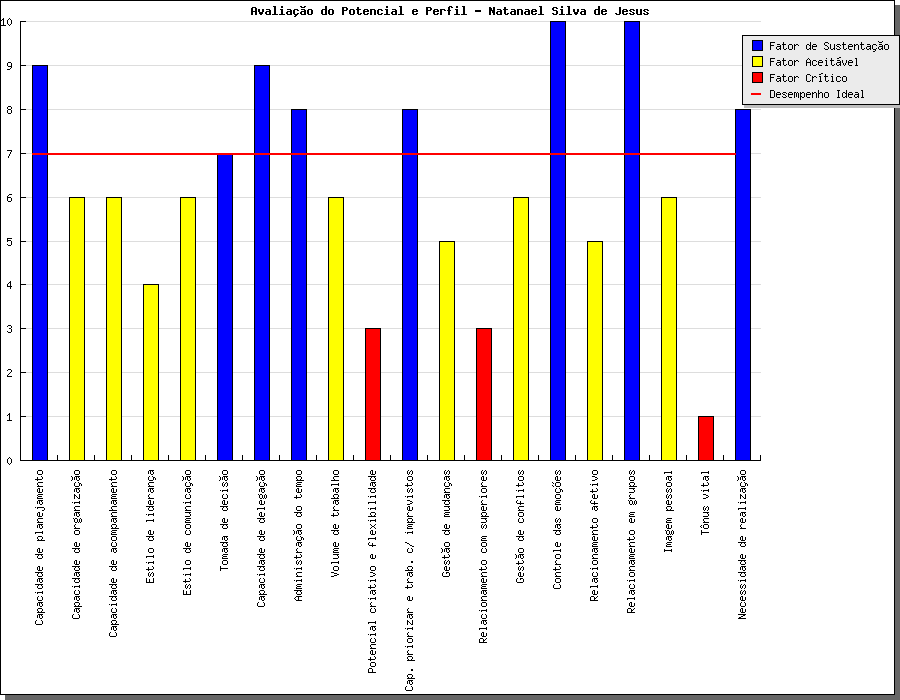 Avaliação do Potencial e Perfil - Natanael Silva de Jesus
Fator de Sustentação
Fator Aceitável
Fator Crítico
Desempenho Ideal
10
9
8
7
6
5
4
3
2
1
0
Capacidade de planejamento
Capacidade de organização
Capacidade de acompanhamento
Estilo de liderança
Estilo de comunicação
Tomada de decisão
Capacidade de delegação
Administração do tempo
Volume de trabalho
Potencial criativo e flexibilidade
Cap. priorizar e trab. c/ imprevistos
Gestão de mudanças
Relacionamento com superiores
Gestão de conflitos
Controle das emoções
Relacionamento afetivo
Relacionamento em grupos
Imagem pessoal
Tônus vital
Necessidade de realização